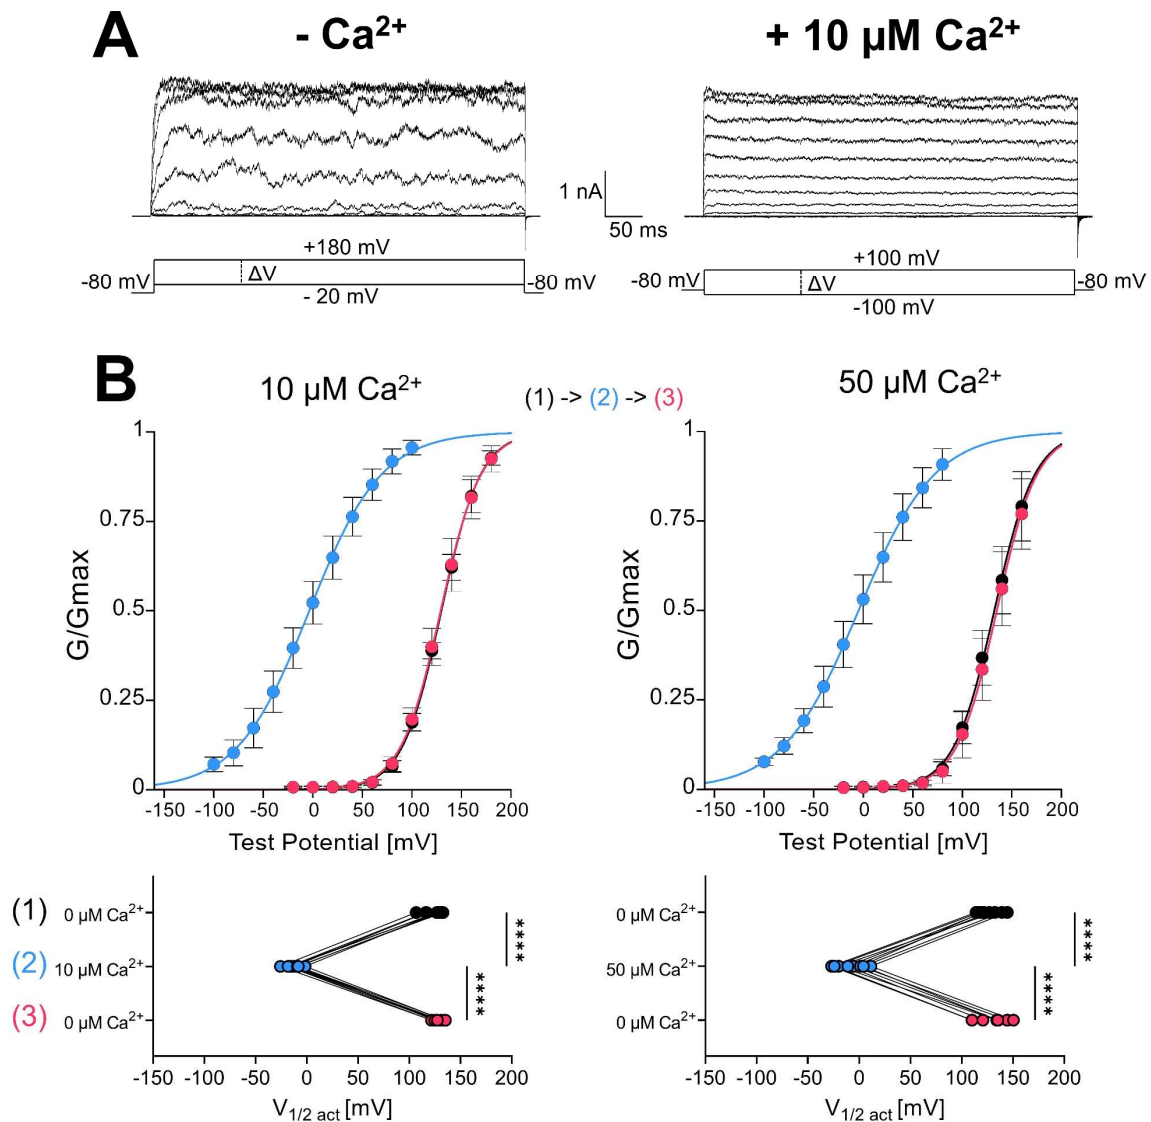 A
- Ca²⁺
+ 10 µM Ca²⁺
1 nA
50 ms
+180 mV
-80 mV
ΔV
-80 mV
- 20 mV
+100 mV
-80 mV
ΔV
-80 mV
-100 mV
B
10 µM Ca²⁺
(1) -> (2) -> (3)
50 µM Ca²⁺
G/Gmax
1
0.75
0.5
0.25
0
-150 -100 -50 0 50 100 150 200
Test Potential [mV]
G/Gmax
1
0.75
0.5
0.25
0
-150 -100 -50 0 50 100 150 200
Test Potential [mV]
(1) 0 µM Ca²⁺
(2) 10 µM Ca²⁺
(3) 0 µM Ca²⁺
****
****
-150 -100 -50 0 50 100 150 200
V1/2 act [mV]
0 µM Ca²⁺
50 µM Ca²⁺
0 µM Ca²⁺
****
****
-150 -100 -50 0 50 100 150 200
V1/2 act [mV]